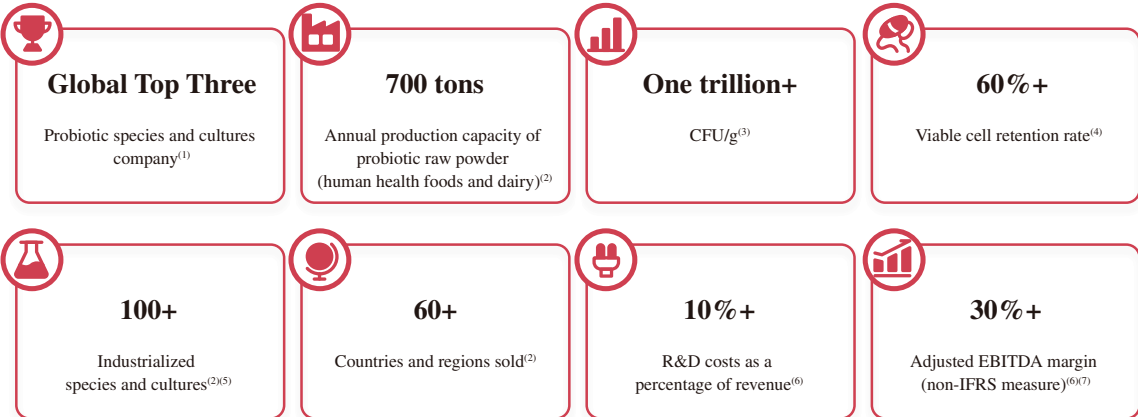 Global Top Three
Probiotic species and cultures
company(1)
700 tons
Annual production capacity of
probiotic raw powder
(human health foods and dairy)(2)
One trillion+
CFU/g(3)
60%+
Viable cell retention rate(4)
100+
Industrialized
species and cultures(2)(5)
60+
Countries and regions sold(2)
10%+
R&D costs as a
percentage of revenue(6)
30%+
Adjusted EBITDA margin
(non-IFRS measure)(6)(7)